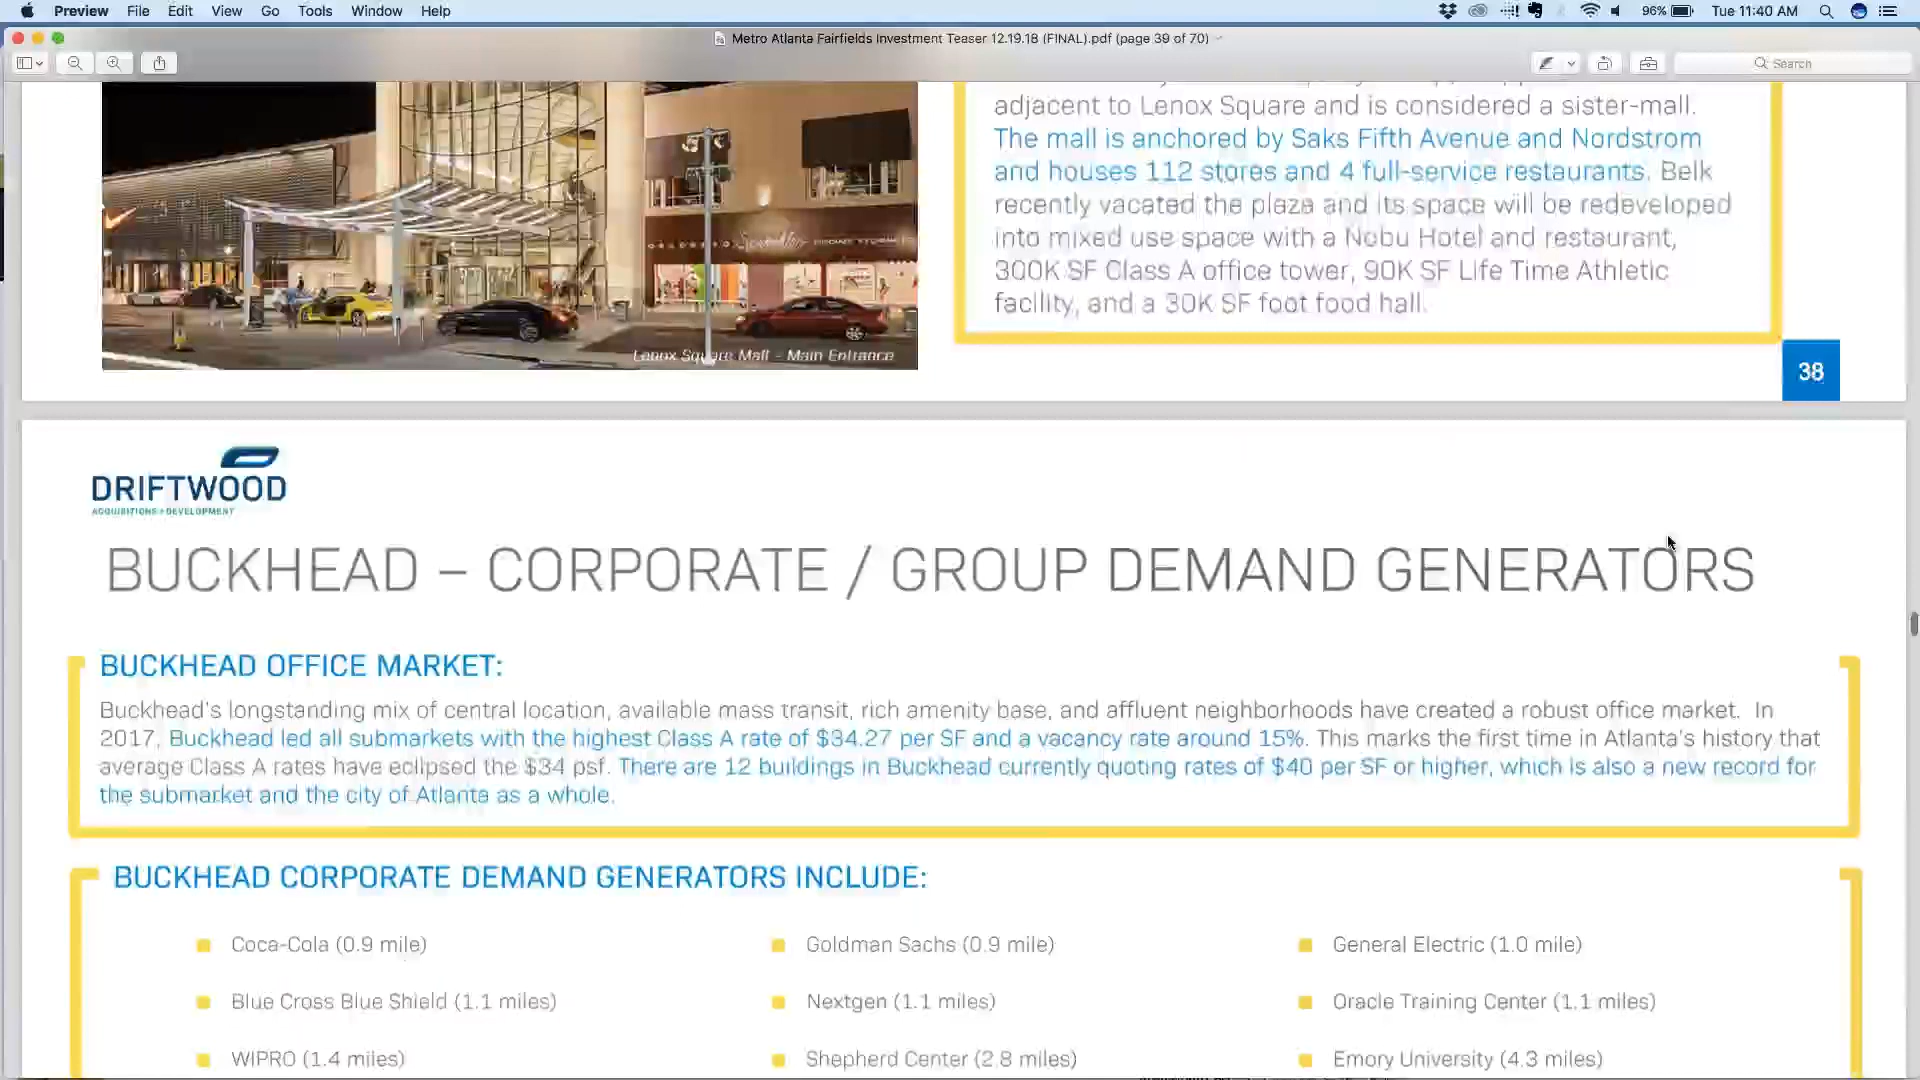 Preview File Edit View Go Tools Window Help
96% Tue 11:40 AM
Metro Atlanta Fairfields Investment Teaser 12.19.18 (FINAL).pdf (page 39 of 70)
Search
adjacent to Lenox Square and is considered a sister-mall.
The mall is anchored by Saks Fifth Avenue and Nordstrom
and houses 112 stores and 4 full-service restaurants. Belk
recently vacated the plaza and its space will be redeveloped
into mixed use space with a Nobu Hotel and restaurant,
300K SF Class A office tower, 90K SF Life Time Athletic
facility, and a 30K SF foot food hall.
Lenox Square Mall - Main Entrance
38
DRIFTWOOD
ACQUISITIONS + DEVELOPMENT
BUCKHEAD – CORPORATE / GROUP DEMAND GENERATORS
BUCKHEAD OFFICE MARKET:
Buckhead's longstanding mix of central location, available mass transit, rich amenity base, and affluent neighborhoods have created a robust office market. In
2017, Buckhead led all submarkets with the highest Class A rate of $34.27 per SF and a vacancy rate around 15%. This marks the first time in Atlanta's history that
average Class A rates have eclipsed the $34 psf. There are 12 buildings in Buckhead currently quoting rates of $40 per SF or higher, which is also a new record for
the submarket and the city of Atlanta as a whole.
BUCKHEAD CORPORATE DEMAND GENERATORS INCLUDE:
Coca-Cola (0.9 mile)
Goldman Sachs (0.9 mile)
General Electric (1.0 mile)
Blue Cross Blue Shield (1.1 miles)
Nextgen (1.1 miles)
Oracle Training Center (1.1 miles)
WIPRO (1.4 miles)
Shepherd Center (2.8 miles)
Emory University (4.3 miles)